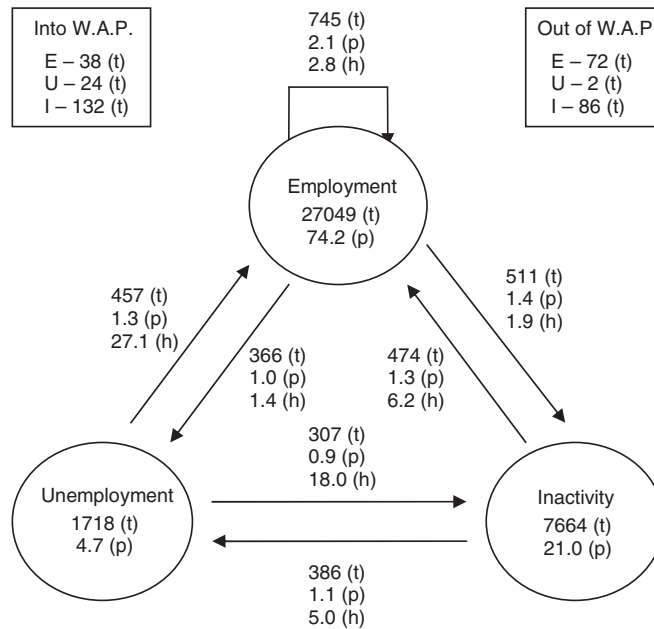 Into W.A.P.
E – 38 (t)
U – 24 (t)
I – 132 (t)
745 (t)
2.1 (p)
2.8 (h)
Out of W.A.P
E – 72 (t)
U – 2 (t)
I – 86 (t)
Employment
27049 (t)
74.2 (p)
457 (t)
1.3 (p)
27.1 (h)
366 (t)
1.0 (p)
1.4 (h)
474 (t)
1.3 (p)
6.2 (h)
511 (t)
1.4 (p)
1.9 (h)
Unemployment
1718 (t)
4.7 (p)
307 (t)
0.9 (p)
18.0 (h)
Inactivity
7664 (t)
21.0 (p)
386 (t)
1.1 (p)
5.0 (h)